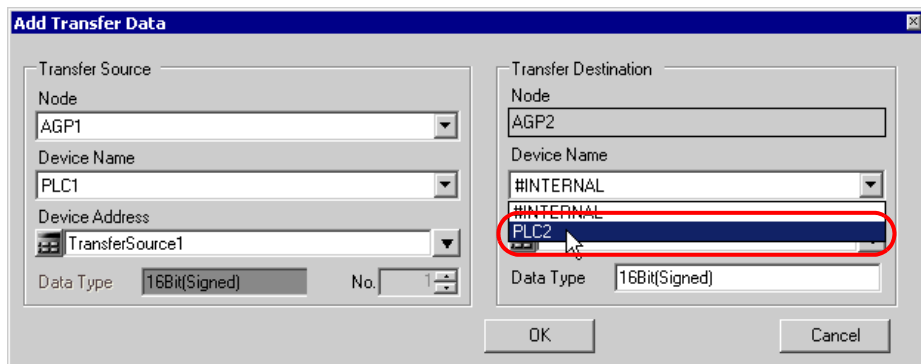 Add Transfer Data
Transfer Source
Node
AGP1
Device Name
PLC1
Device Address
TransferSource1
Data Type 16Bit(Signed) No. 1
Transfer Destination
Node
AGP2
Device Name
#INTERNAL
#INTERNAL
PLC2
Data Type 16Bit(Signed)
OK Cancel